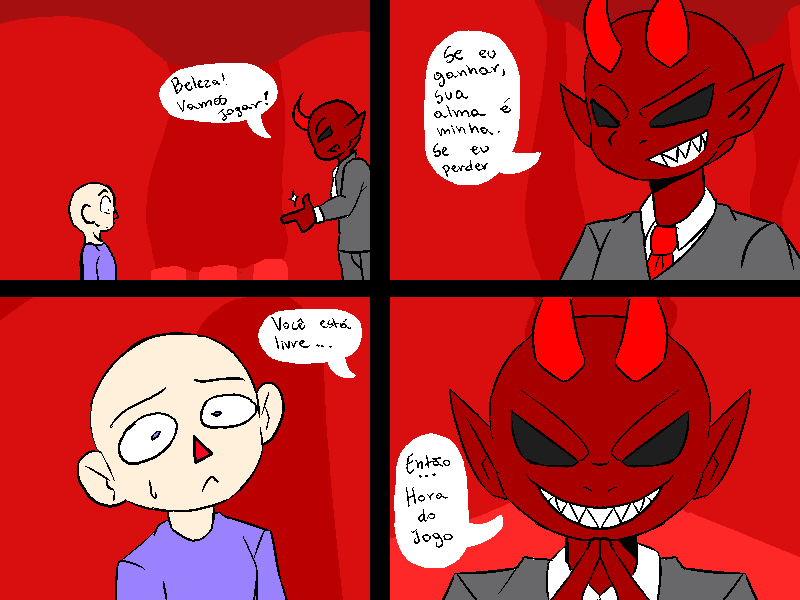 Beleza!
Vamos
Jogar!
Se eu
ganhar,
sua
alma é
minha.
Se eu
perder
Você está
livre...
Então
...
Hora
do
Jogo